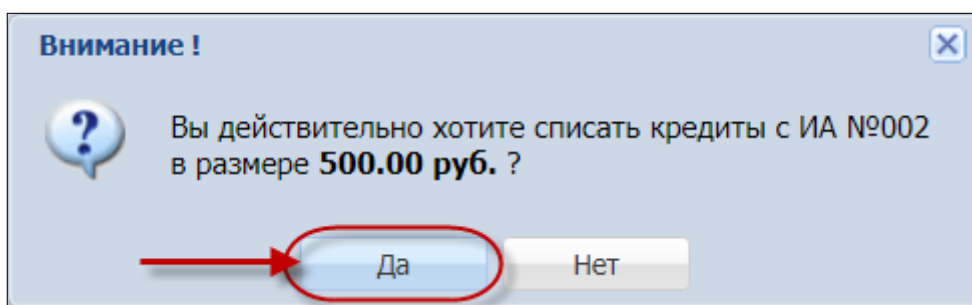 Внимание !
Вы действительно хотите списать кредиты с ИА №002
в размере 500.00 руб. ?
Да
Нет